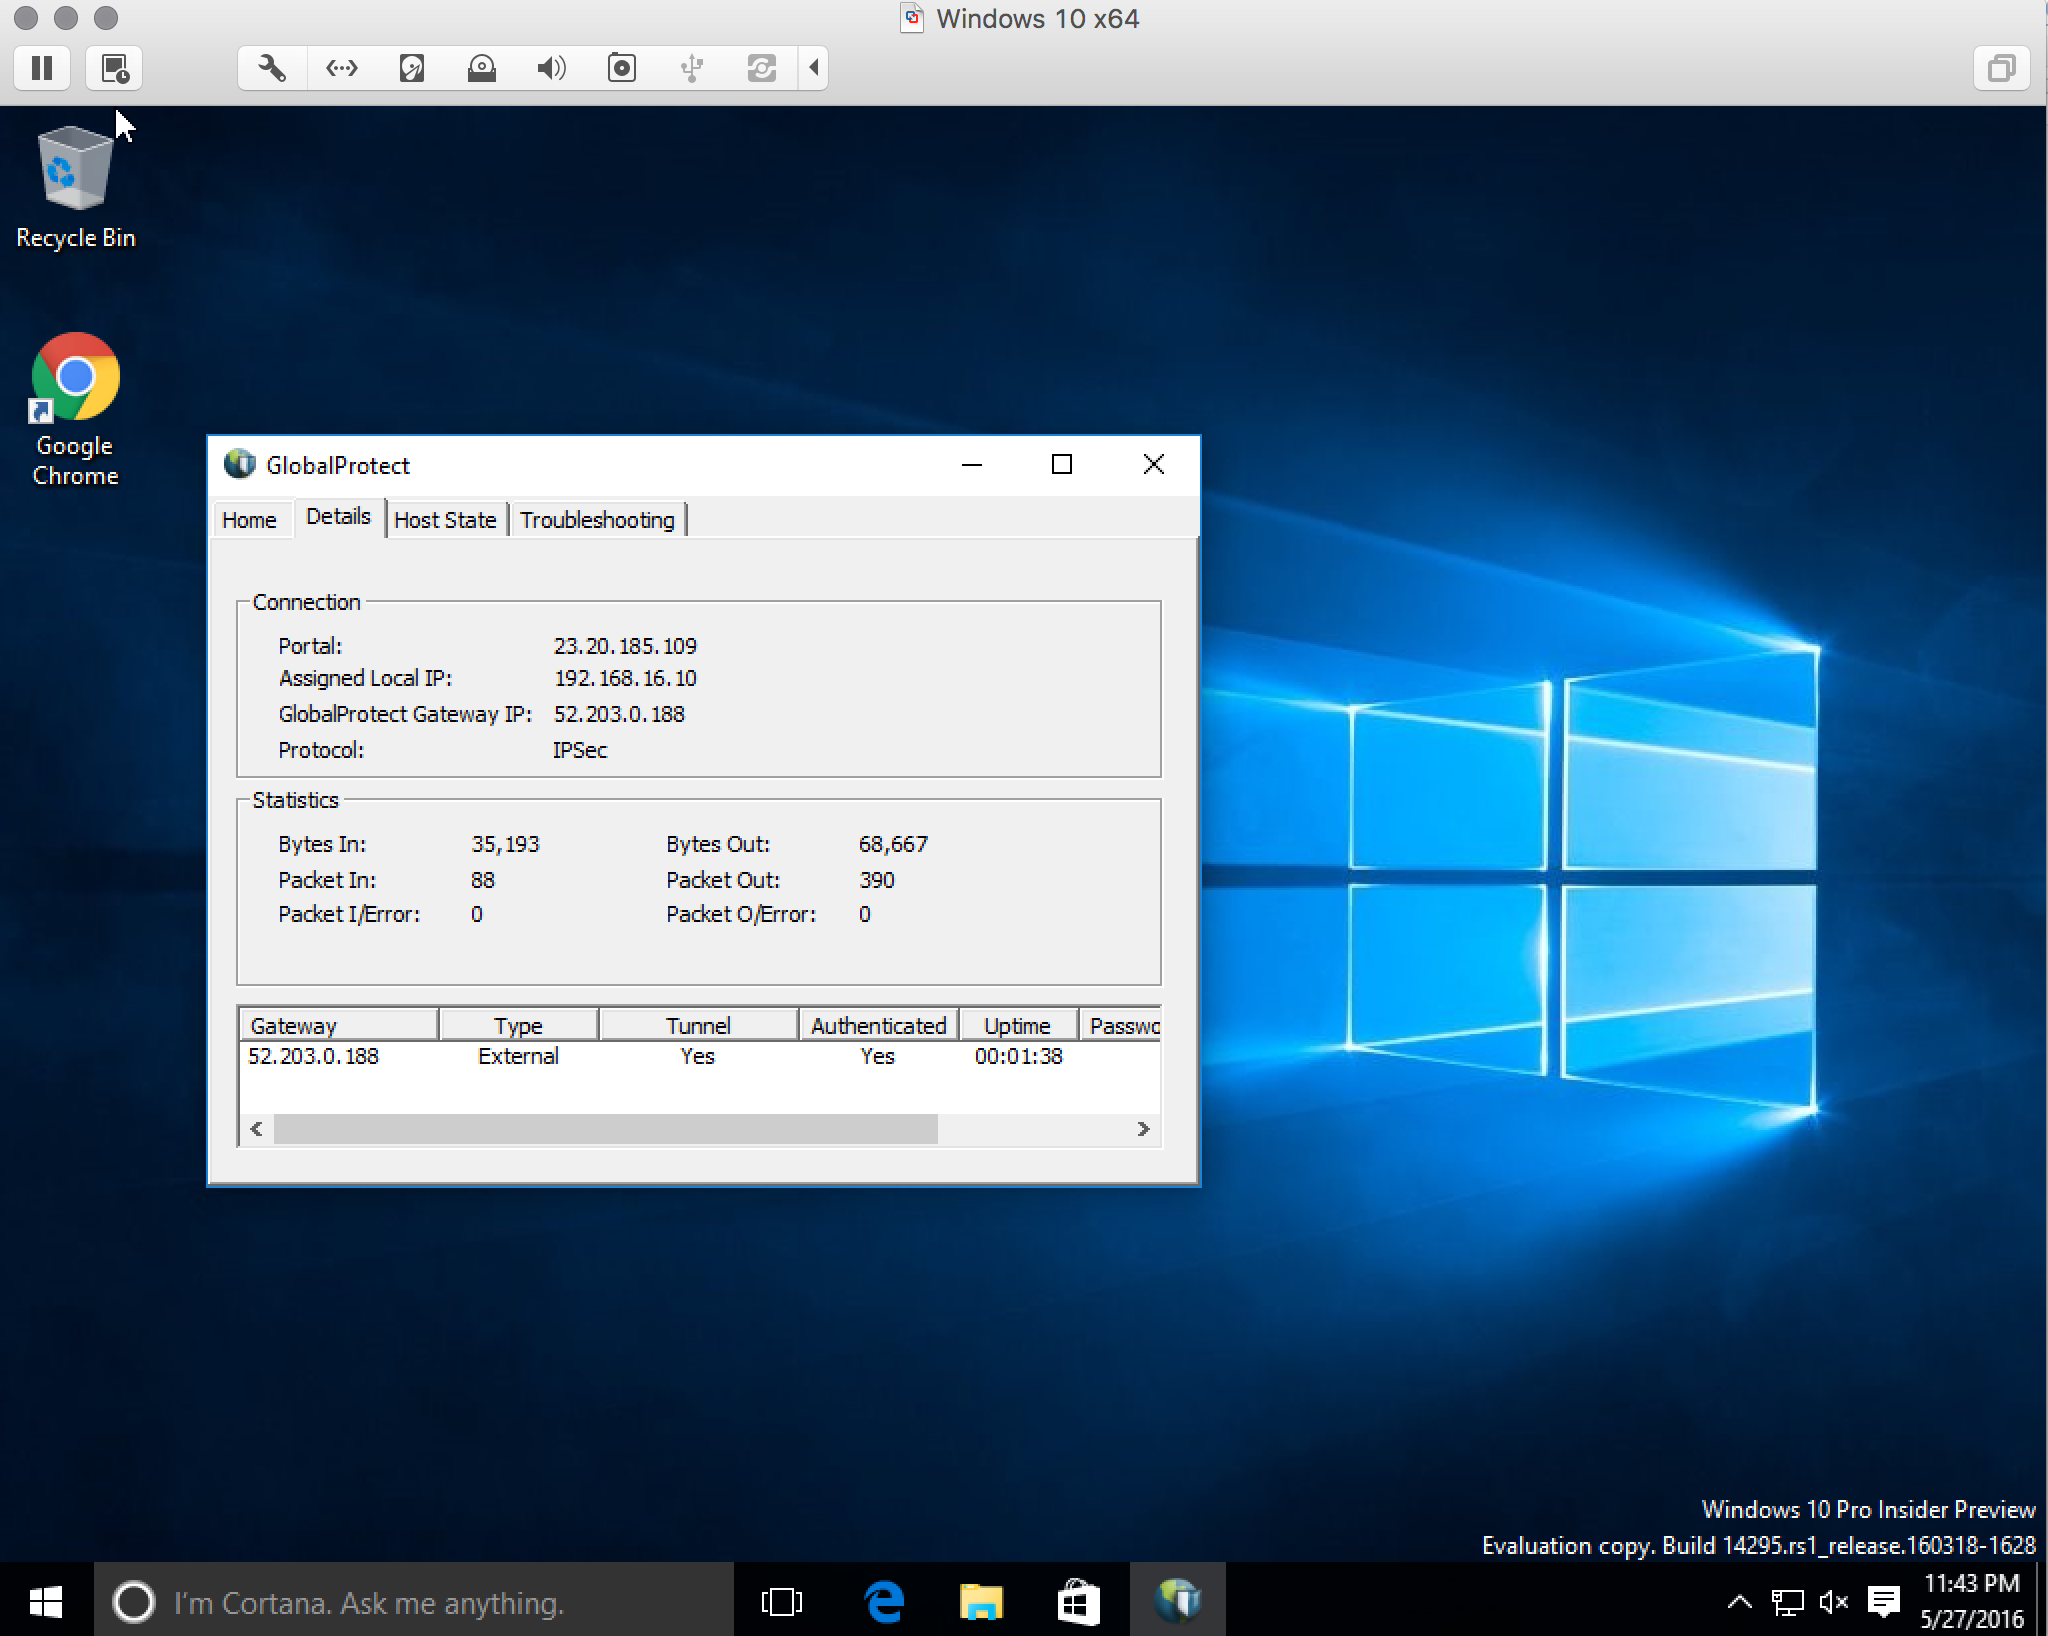 Windows 10 x64
Recycle Bin
Google
Chrome
GlobalProtect
Home Details Host State Troubleshooting
Connection
Portal: 23.20.185.109
Assigned Local IP: 192.168.16.10
GlobalProtect Gateway IP: 52.203.0.188
Protocol: IPSec
Statistics
Bytes In: 35,193 Bytes Out: 68,667
Packet In: 88 Packet Out: 390
Packet I/Error: 0 Packet O/Error: 0
Gateway Type Tunnel Authenticated Uptime Passwo
52.203.0.188 External Yes Yes 00:01:38
Windows 10 Pro Insider Preview
Evaluation copy. Build 14295.rs1_release.160318-1628
I'm Cortana. Ask me anything.
11:43 PM
5/27/2016